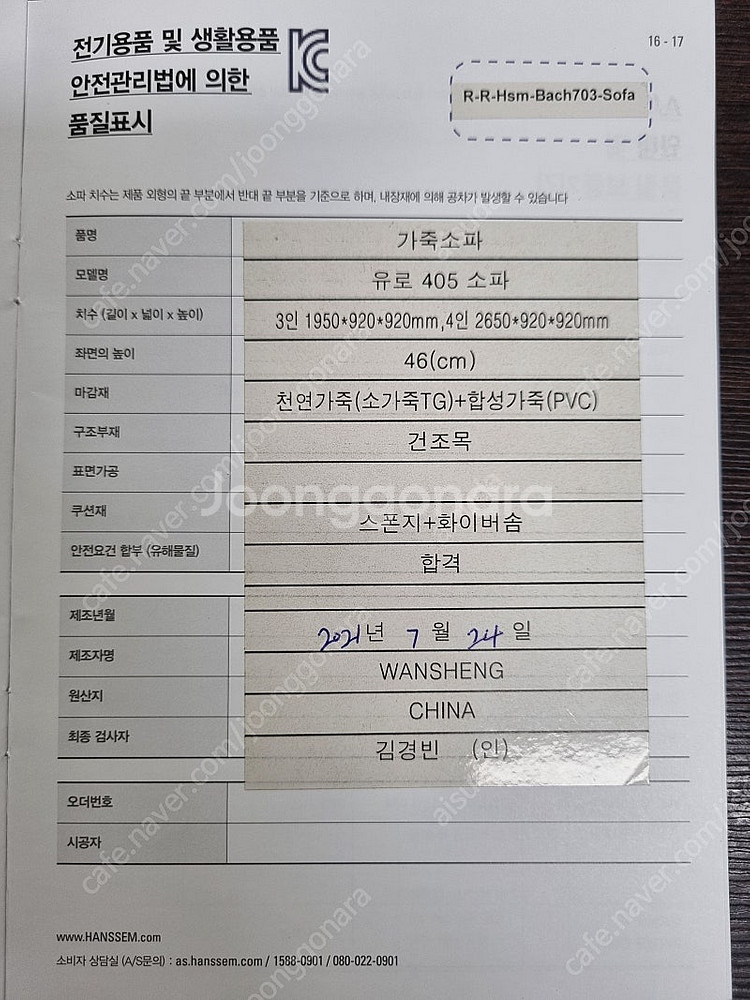 전기용품 및 생활용품
안전관리법에 의한
품질표시
16 - 17
R-R-Hsm-Bach703-Sofa
소파 치수는 제품 외형의 끝 부분에서 반대 끝 부분을 기준으로 하며, 내장재에 의해 공차가 발생할 수 있습니다
품명 가죽소파
모델명 유로 405 소파
치수 (길이 x 넓이 x 높이) 3인 1950*920*920mm,4인 2650*920*920mm
좌면의 높이 46(cm)
마감재 천연가죽(소가죽TG)+합성가죽(PVC)
구조부재 건조목
표면가공
Joonggonara
쿠션재 스폰지+화이버솜
안전요건 합부 (유해물질) 합격
제조년월 2021년 7월 24일
제조자명 WANSHENG
원산지 CHINA
최종 검사자 김경빈 (인)
오더번호
시공자
www.HANSSEM.com
소비자 상담실 (A/S문의) : as.hanssem.com / 1588-0901 / 080-022-0901